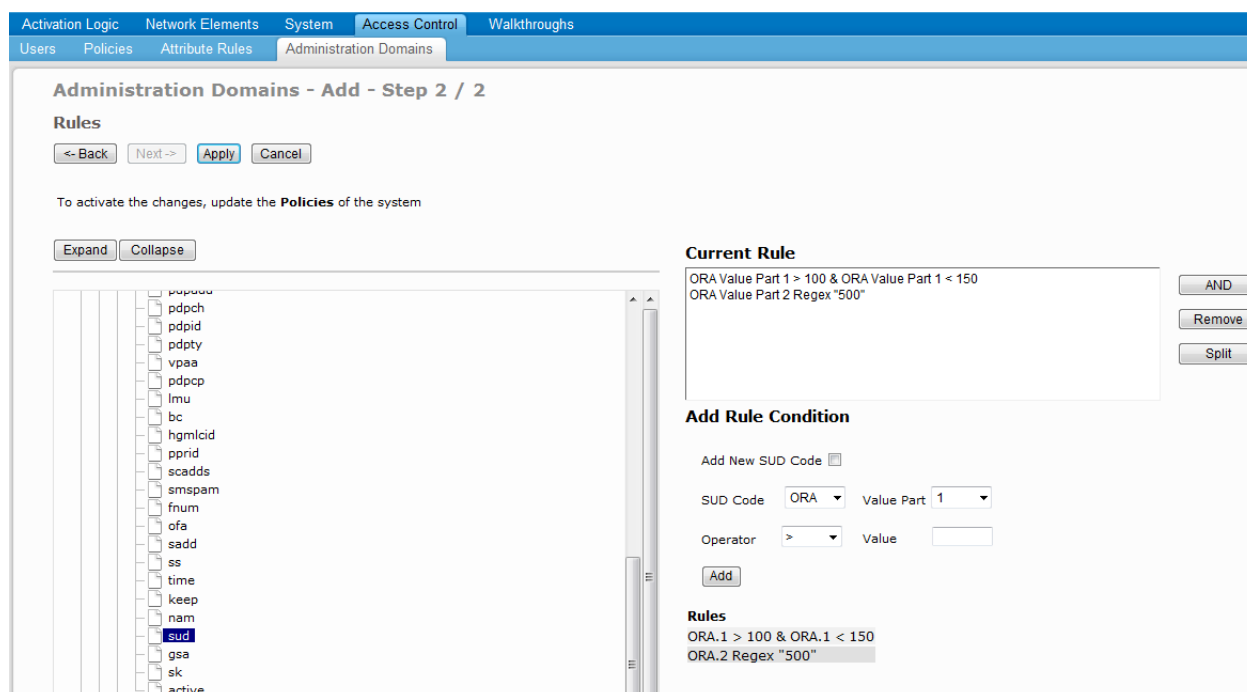 Activation Logic Network Elements System Access Control Walkthroughs
Users Policies Attribute Rules Administration Domains
Administration Domains - Add - Step 2 / 2
Rules
<- Back Next -> Apply Cancel
To activate the changes, update the Policies of the system
Expand Collapse
pdpch
pdpid
pdpty
vpaa
pdpcp
lmu
bc
hgmlcid
pprid
scadds
smspam
fnum
ofa
sadd
ss
time
keep
nam
sud
gsa
sk
active
Current Rule
ORA Value Part 1 > 100 & ORA Value Part 1 < 150
ORA Value Part 2 Regex "500"
AND
Remove
Split
Add Rule Condition
Add New SUD Code
SUD Code ORA Value Part 1
Operator > Value
Add
Rules
ORA.1 > 100 & ORA.1 < 150
ORA.2 Regex "500"